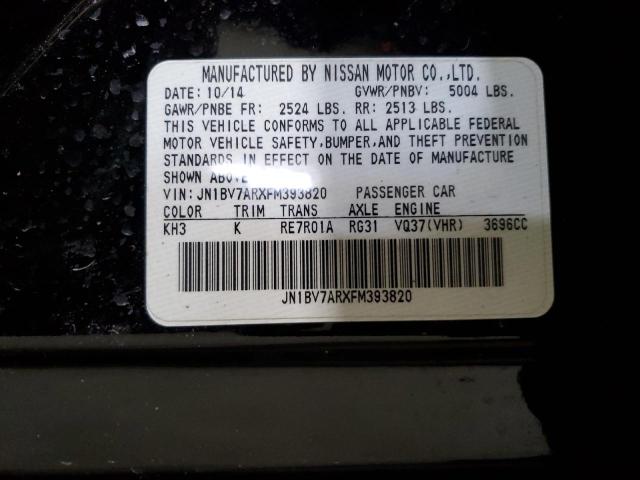 MANUFACTURED BY NISSAN MOTOR CO.,LTD.
DATE: 10/14 GVWR/PNBV: 5004 LBS.
GAWR/PNBE FR: 2524 LBS. RR: 2513 LBS.
THIS VEHICLE CONFORMS TO ALL APPLICABLE FEDERAL
MOTOR VEHICLE SAFETY, BUMPER, AND THEFT PREVENTION
STANDARDS IN EFFECT ON THE DATE OF MANUFACTURE
SHOWN ABOVE
VIN: JN1BV7ARXFM393820 PASSENGER CAR
COLOR TRIM TRANS AXLE ENGINE
KH3 K RE7R01A RG31 VQ37(VHR) 3696CC
JN1BV7ARXFM393820